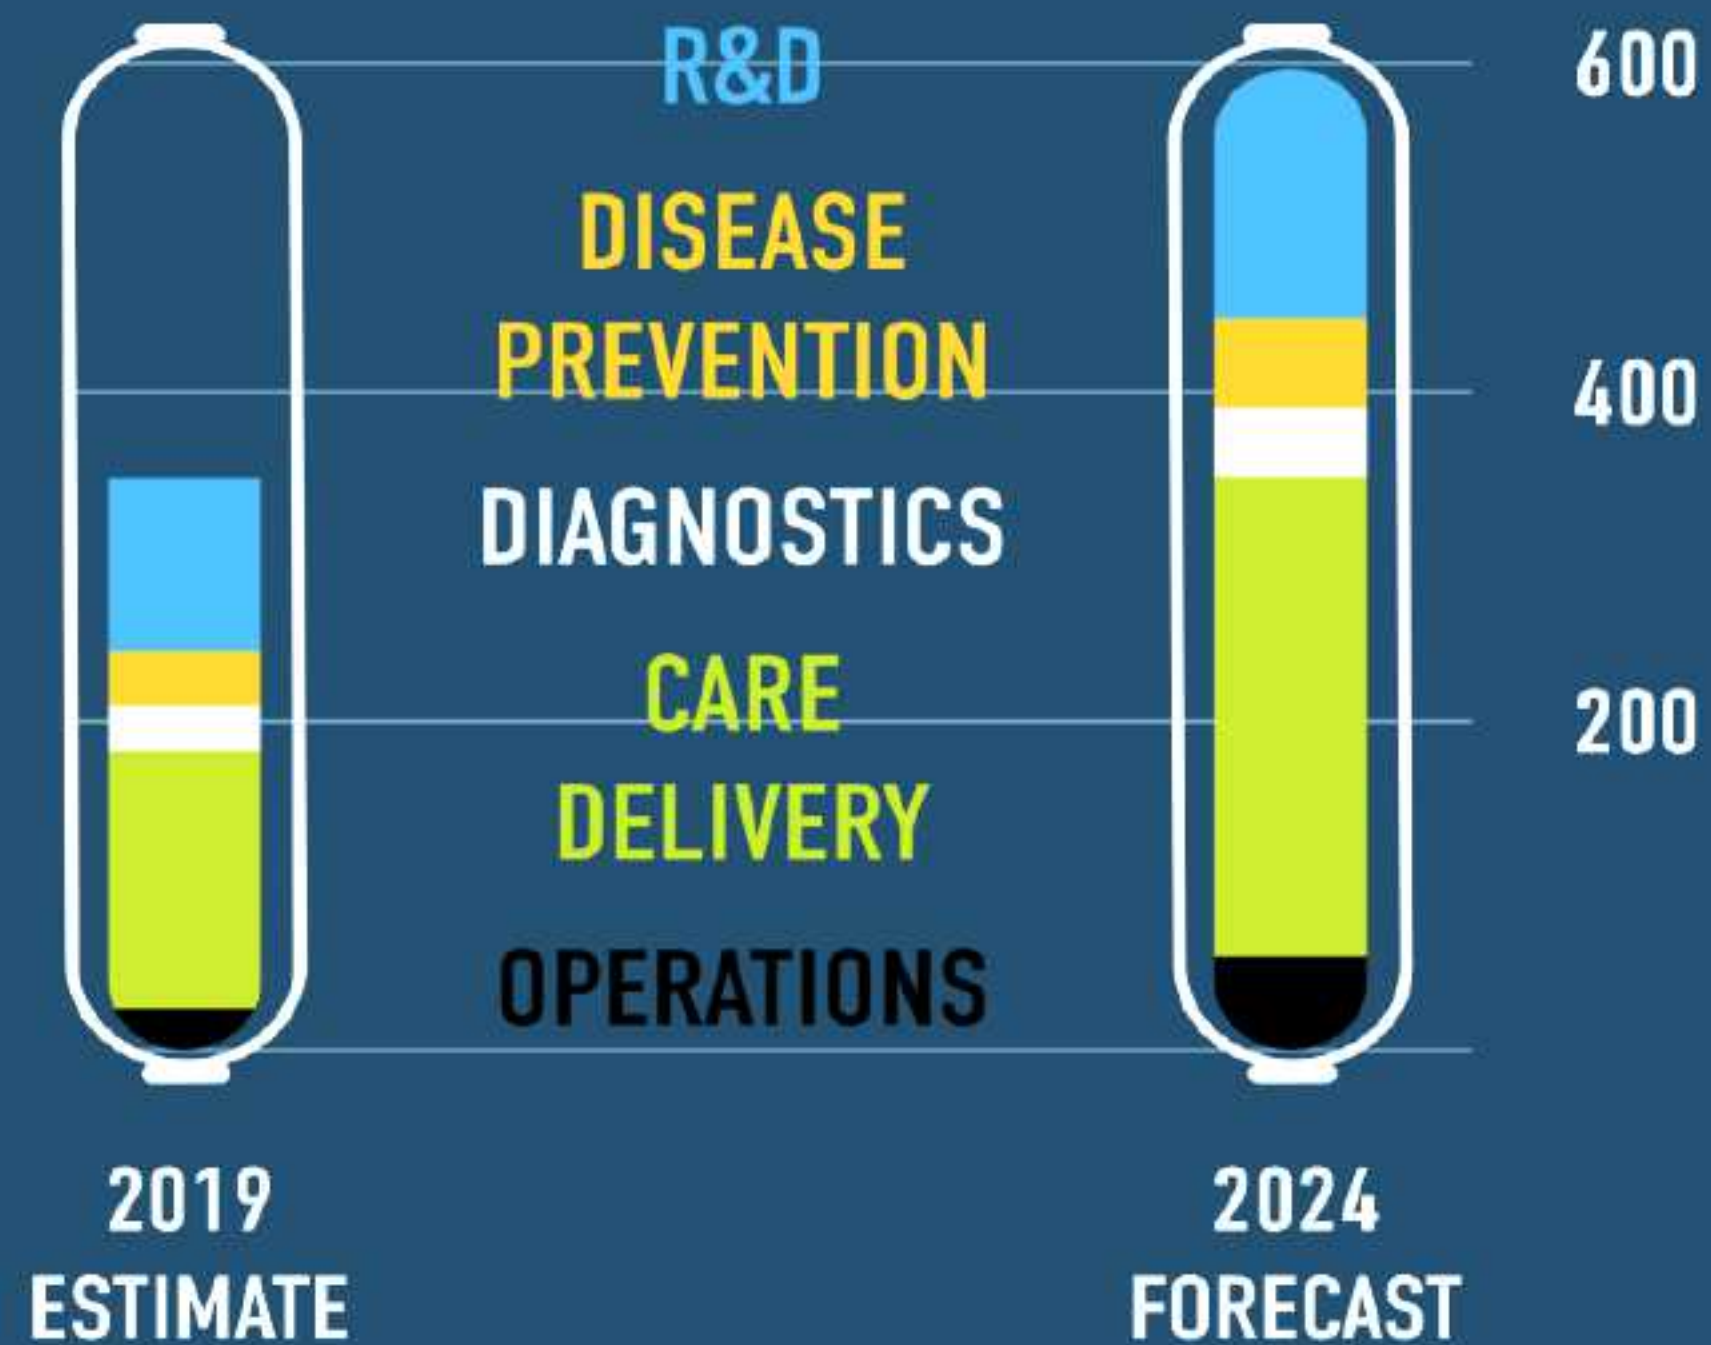 R&D
600
DISEASE
PREVENTION
400
DIAGNOSTICS
CARE
200
DELIVERY
OPERATIONS
2019
ESTIMATE
2024
FORECAST